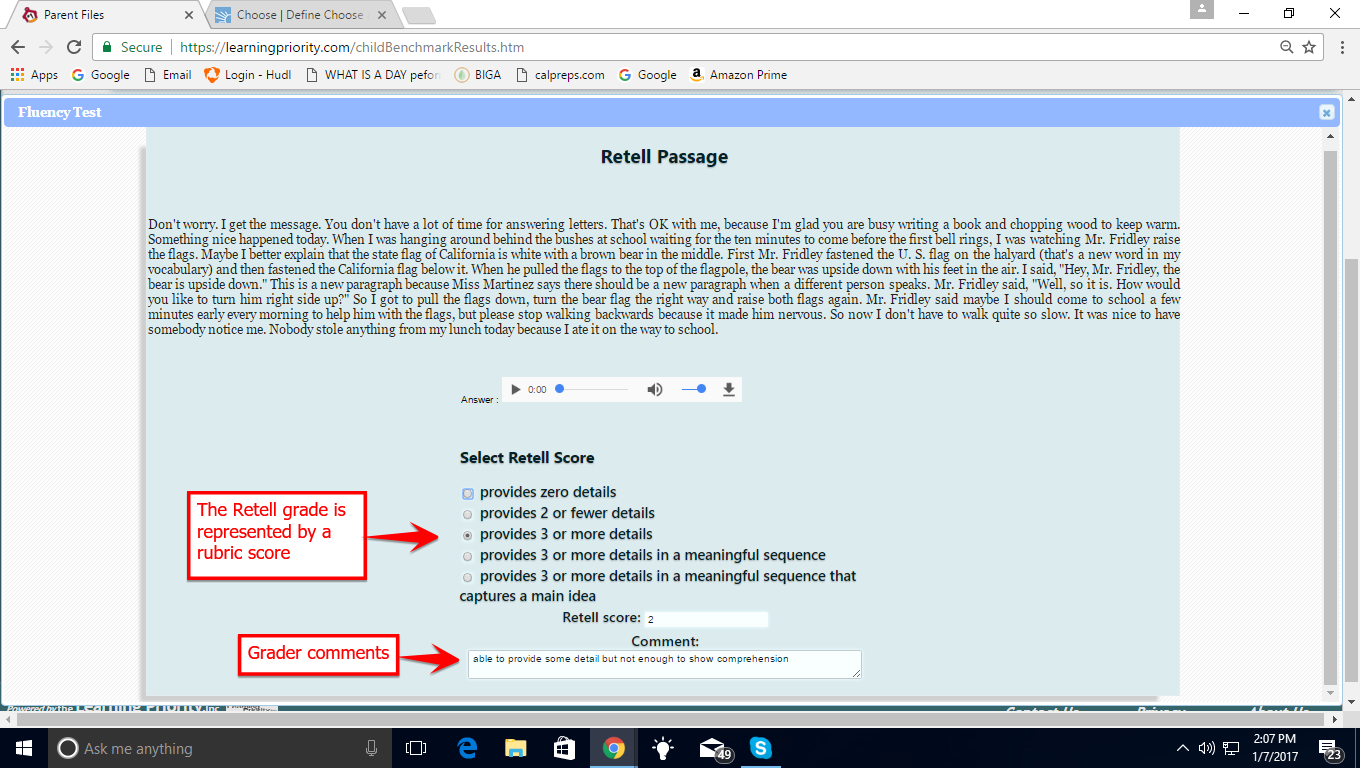 Parent Files
Choose | Define Choose
Secure
https://learningpriority.com/childBenchmarkResults.htm
Apps
Google
Email
Login - Hudl
WHAT IS A DAY pefor
BIGA
calpreps.com
Google
Amazon Prime
Fluency Test
Retell Passage
Don't worry. I get the message. You don't have a lot of time for answering letters. That's OK with me, because I'm glad you are busy writing a book and chopping wood to keep warm.
Something nice happened today. When I was hanging around behind the bushes at school waiting for the ten minutes to come before the first bell rings, I was watching Mr. Fridley raise
the flags. Maybe I better explain that the state flag of California is white with a brown bear in the middle. First Mr. Fridley fastened the U. S. flag on the halyard (that's a new word in my
vocabulary) and then fastened the California flag below it. When he pulled the flags to the top of the flagpole, the bear was upside down with his feet in the air. I said, "Hey, Mr. Fridley, the
bear is upside down." This is a new paragraph because Miss Martinez says there should be a new paragraph when a different person speaks. Mr. Fridley said, "Well, so it is. How would
you like to turn him right side up?" So I got to pull the flags down, turn the bear flag the right way and raise both flags again. Mr. Fridley said maybe I should come to school a few
minutes early every morning to help him with the flags, but please stop walking backwards because it made him nervous. So now I don't have to walk quite so slow. It was nice to have
somebody notice me. Nobody stole anything from my lunch today because I ate it on the way to school.
Answer :
0:00
Select Retell Score
provides zero details
provides 2 or fewer details
provides 3 or more details
provides 3 or more details in a meaningful sequence
provides 3 or more details in a meaningful sequence that
captures a main idea
The Retell grade is
represented by a
rubric score
Retell score: 2
Comment:
Grader comments
able to provide some detail but not enough to show comprehension
Powered by the Learning Priority Inc
Contact Us
Privacy
About Us
Ask me anything
49
2:07 PM
1/7/2017
23